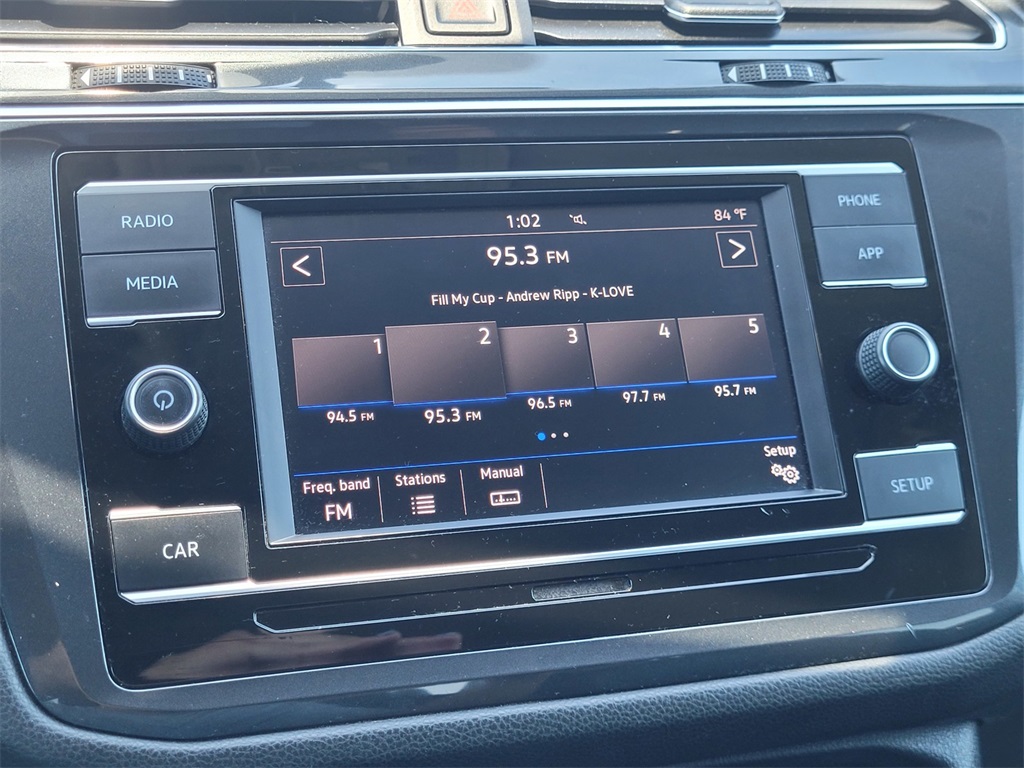 1:02 84 °F
RADIO
MEDIA
PHONE
APP
< 95.3 FM >
Fill My Cup - Andrew Ripp - K-LOVE
1 2 3 4 5
94.5 FM 95.3 FM 96.5 FM 97.7 FM 95.7 FM
Freq. band Stations Manual Setup
FM
CAR
SETUP